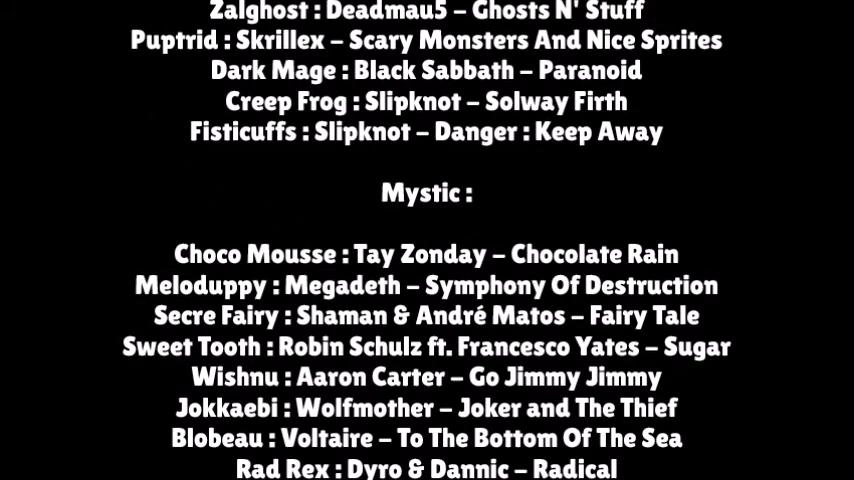 Zalghost : Deadmau5 – Ghosts N' Stuff
Puptrid : Skrillex – Scary Monsters And Nice Sprites
Dark Mage : Black Sabbath – Paranoid
Creep Frog : Slipknot – Solway Firth
Fisticuffs : Slipknot – Danger : Keep Away
Mystic :
Choco Mousse : Tay Zonday – Chocolate Rain
Meloduppy : Megadeth – Symphony Of Destruction
Secre Fairy : Shaman & André Matos – Fairy Tale
Sweet Tooth : Robin Schulz ft. Francesco Yates – Sugar
Wishnu : Aaron Carter – Go Jimmy Jimmy
Jokkaebi : Wolfmother – Joker and The Thief
Blobeau : Voltaire – To The Bottom Of The Sea
Rad Rex : Dyro & Dannic – Radical